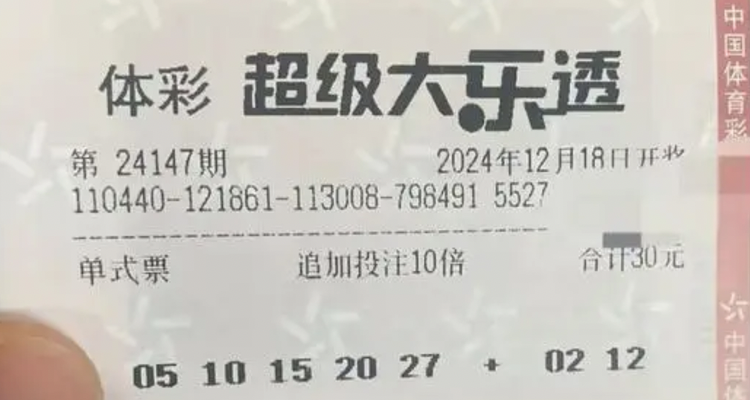 体彩 超级大乐透
第 24147期 2024年12月18日开奖
110440-121861-113008-798491 5527
单式票 追加投注10倍 合计30元
05 10 15 20 27 + 02 12
中国体育彩
中国体